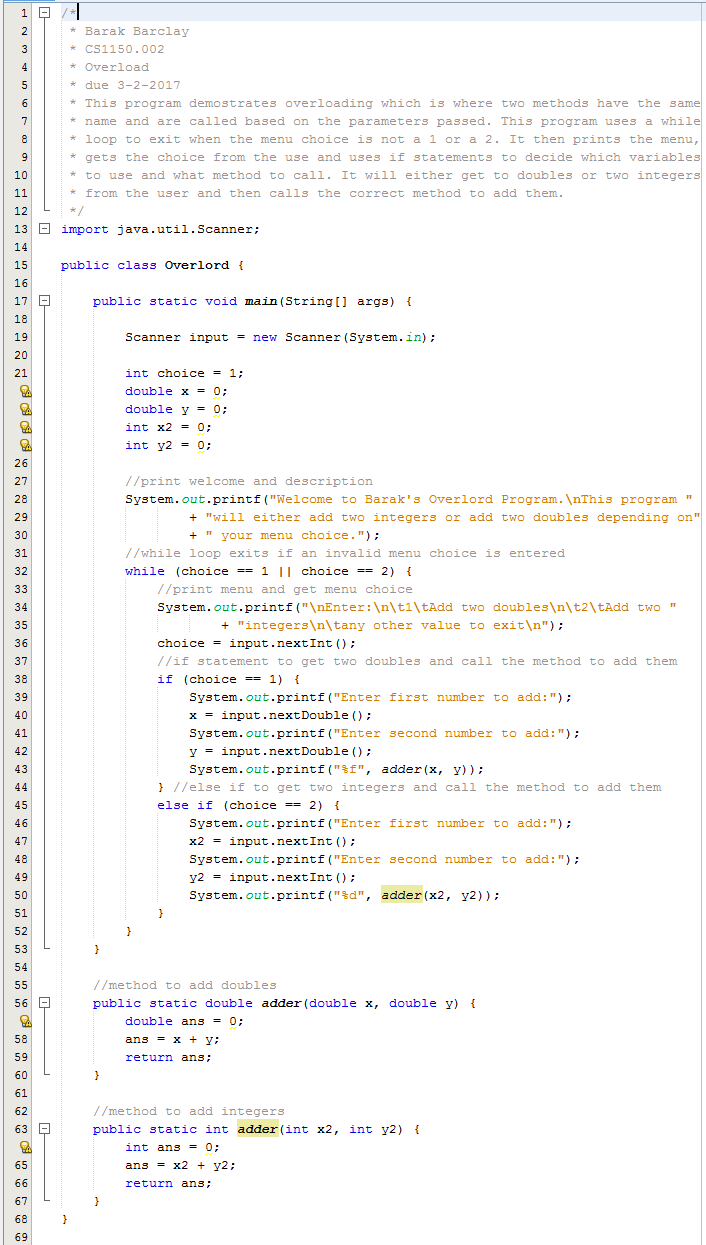 1 /*
2 * Barak Barclay
3 * CS1150.002
4 * Overload
5 * due 3-2-2017
6 * This program demostrates overloading which is where two methods have the same
7 * name and are called based on the parameters passed. This program uses a while
8 * loop to exit when the menu choice is not a 1 or a 2. It then prints the menu,
9 * gets the choice from the use and uses if statements to decide which variables
10 * to use and what method to call. It will either get to doubles or two integers
11 * from the user and then calls the correct method to add them.
12 */
13 import java.util.Scanner;
14
15 public class Overlord {
16
17 public static void main(String[] args) {
18
19 Scanner input = new Scanner(System.in);
20
21 int choice = 1;
double x = 0;
double y = 0;
int x2 = 0;
int y2 = 0;
26
27 //print welcome and description
28 System.out.printf("Welcome to Barak's Overlord Program.\nThis program "
29 + "will either add two integers or add two doubles depending on"
30 + " your menu choice.");
31 //while loop exits if an invalid menu choice is entered
32 while (choice == 1 || choice == 2) {
33 //print menu and get menu choice
34 System.out.printf("\nEnter:\n\t1\tAdd two doubles\n\t2\tAdd two "
35 + "integers\n\tany other value to exit\n");
36 choice = input.nextInt();
37 //if statement to get two doubles and call the method to add them
38 if (choice == 1) {
39 System.out.printf("Enter first number to add:");
40 x = input.nextDouble();
41 System.out.printf("Enter second number to add:");
42 y = input.nextDouble();
43 System.out.printf("%f", adder(x, y));
44 } //else if to get two integers and call the method to add them
45 else if (choice == 2) {
46 System.out.printf("Enter first number to add:");
47 x2 = input.nextInt();
48 System.out.printf("Enter second number to add:");
49 y2 = input.nextInt();
50 System.out.printf("%d", adder(x2, y2));
51 }
52 }
53 }
54
55 //method to add doubles
56 public static double adder(double x, double y) {
double ans = 0;
58 ans = x + y;
59 return ans;
60 }
61
62 //method to add integers
63 public static int adder(int x2, int y2) {
int ans = 0;
65 ans = x2 + y2;
66 return ans;
67 }
68 }
69